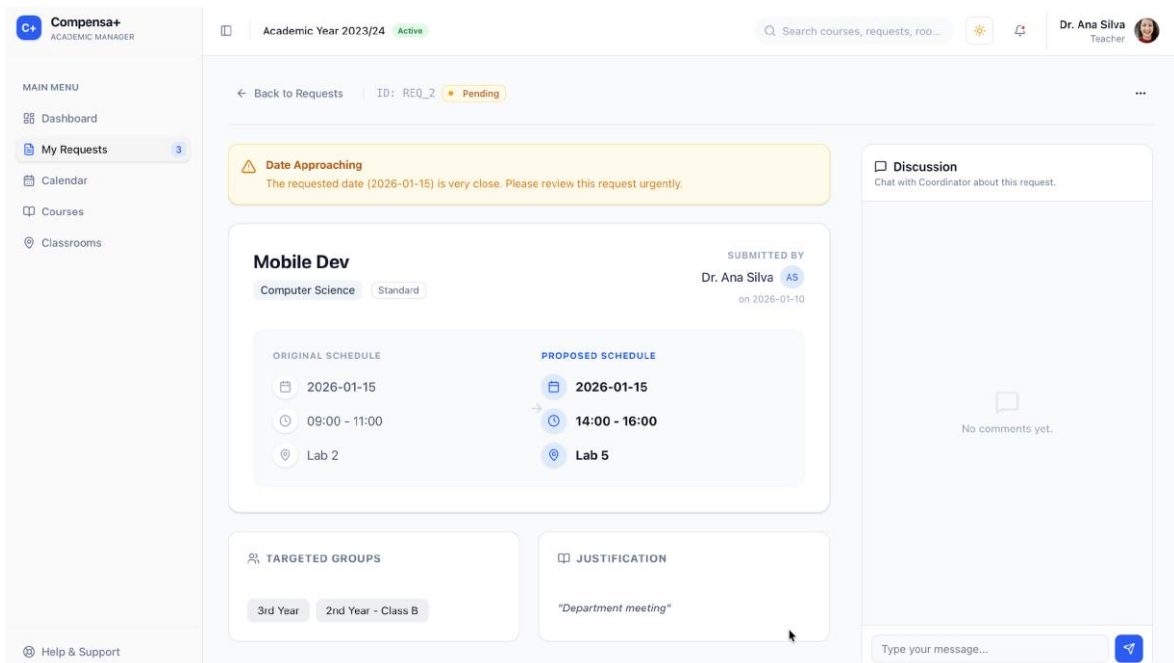 C+
Compensa+
ACADEMIC MANAGER
MAIN MENU
Dashboard
My Requests 3
Calendar
Courses
Classrooms
Help & Support
Academic Year 2023/24 Active
Search courses, requests, roo...
Dr. Ana Silva
Teacher
Back to Requests ID: REQ_2 Pending
Date Approaching
The requested date (2026-01-15) is very close. Please review this request urgently.
Mobile Dev
Computer Science Standard
SUBMITTED BY
Dr. Ana Silva AS
on 2026-01-10
ORIGINAL SCHEDULE
2026-01-15
09:00 - 11:00
Lab 2
PROPOSED SCHEDULE
2026-01-15
14:00 - 16:00
Lab 5
TARGETED GROUPS
3rd Year 2nd Year - Class B
JUSTIFICATION
"Department meeting"
Discussion
Chat with Coordinator about this request.
No comments yet.
Type your message...